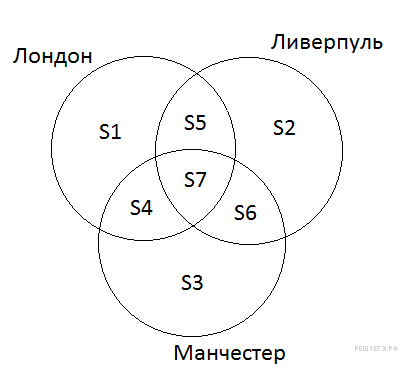 Лондон
Ливерпуль
S1
S5
S2
S7
S4
S6
S3
Манчестер
РЕШУЕГЭ.РФ